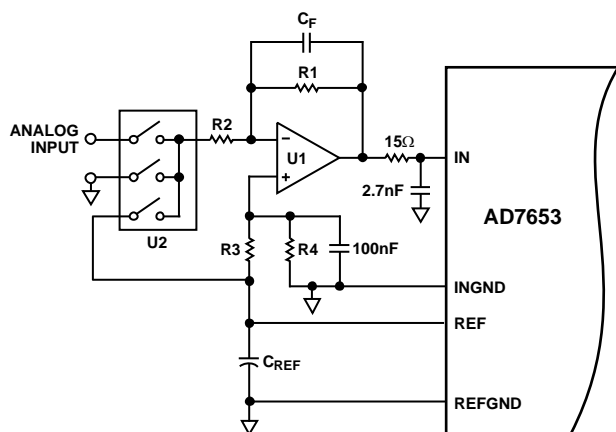 CF
R1
ANALOG
INPUT
R2
−
U1
+
15Ω
IN
2.7nF
AD7653
U2
R3
R4
100nF
INGND
REF
CREF
REFGND